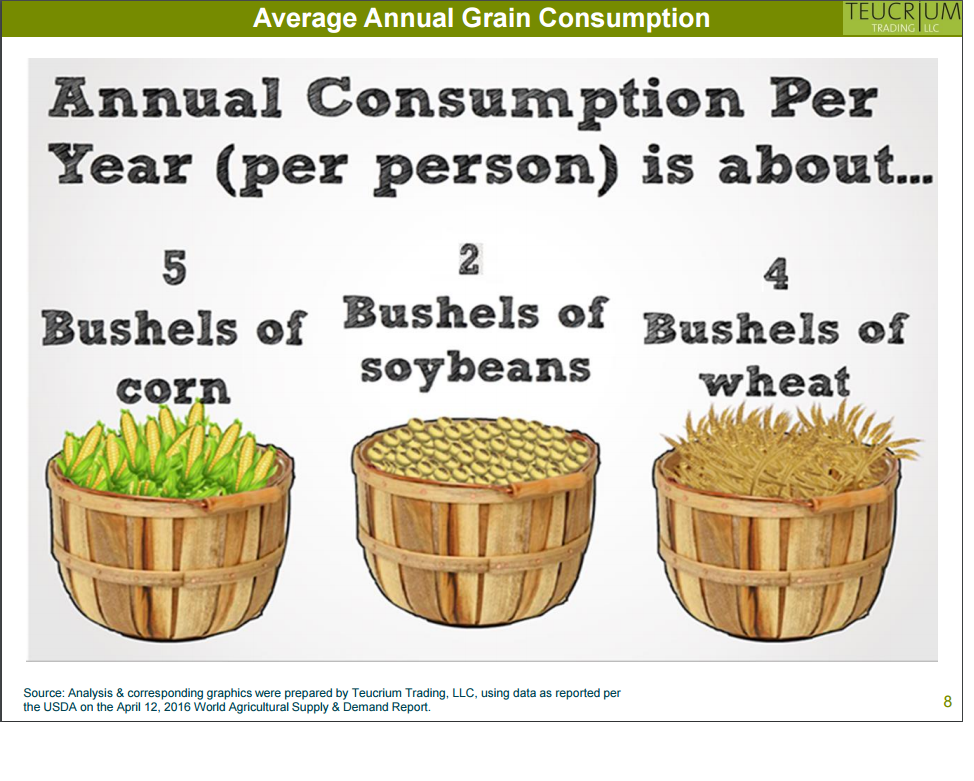 Average Annual Grain Consumption
TEUCRIUM
TRADING LLC
Annual Consumption Per
Year (per person) is about...
5
Bushels of
corn
2
Bushels of
soybeans
4
Bushels of
wheat
Source: Analysis & corresponding graphics were prepared by Teucrium Trading, LLC, using data as reported per
the USDA on the April 12, 2016 World Agricultural Supply & Demand Report.
8